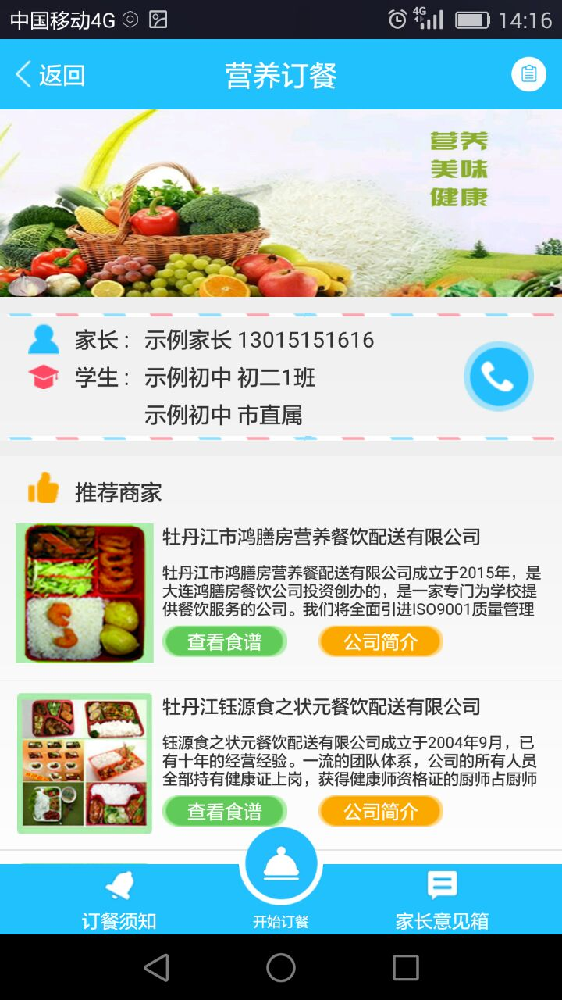 中国移动4G 4G 14:16
返回 营养订餐
营养
美味
健康
家长： 示例家长 13015151616
学生： 示例初中 初二1班
示例初中 市直属
推荐商家
牡丹江市鸿膳房营养餐饮配送有限公司
牡丹江市鸿膳房营养餐配送有限公司成立于2015年，是
大连鸿膳房餐饮公司投资创办的，是一家专门为学校提
供餐饮服务的公司。我们将全面引进ISO9001质量管理
查看食谱 公司简介
牡丹江钰源食之状元餐饮配送有限公司
钰源食之状元餐饮配送有限公司成立于2004年9月，已
有十年的经营经验。一流的团队体系，公司的所有人员
全部持有健康证上岗，获得健康师资格证的厨师占厨师
查看食谱 公司简介
订餐须知 开始订餐 家长意见箱